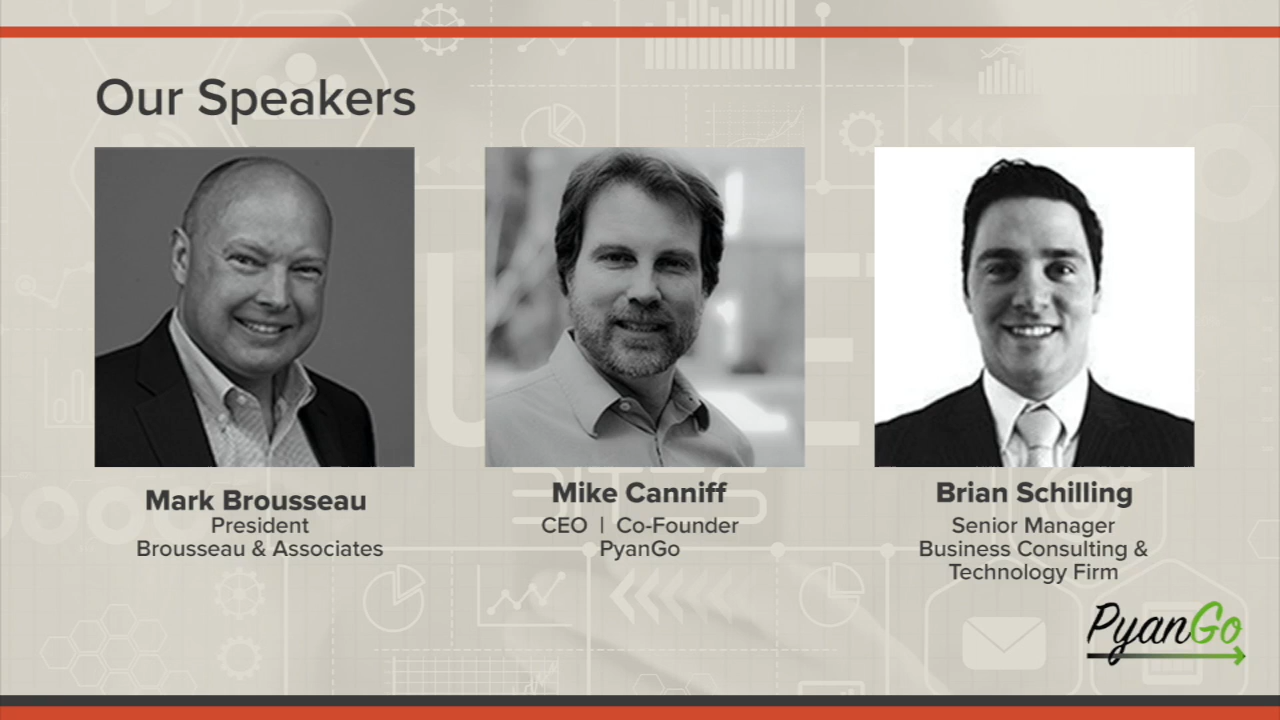 Our Speakers
Mark Brousseau
President
Brousseau & Associates
Mike Canniff
CEO | Co-Founder
PyanGo
Brian Schilling
Senior Manager
Business Consulting &
Technology Firm
PyanGo